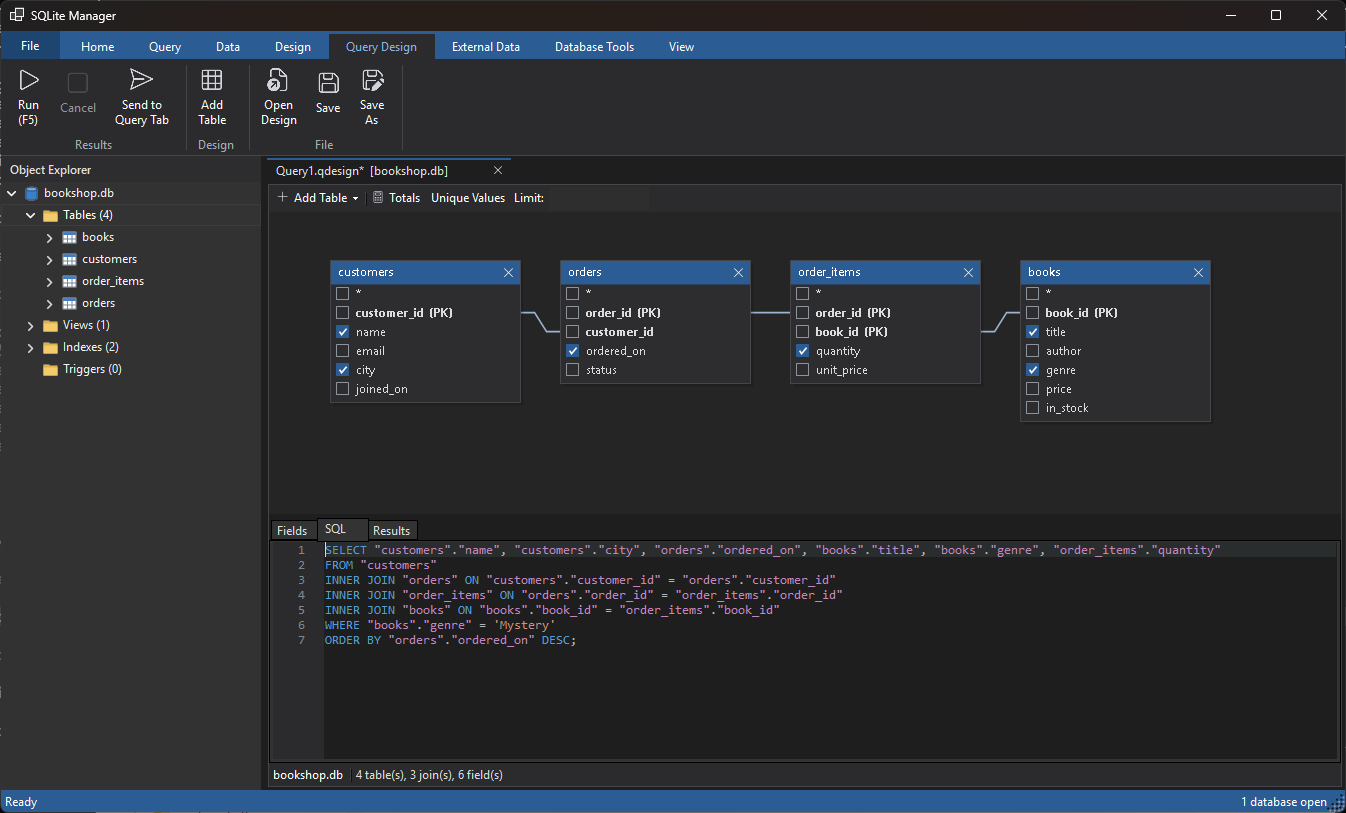 SQLite Manager
File Home Query Data Design Query Design External Data Database Tools View
Run (F5)
Cancel
Send to Query Tab
Add Table
Open Design
Save
Save As
Results Design File
Object Explorer
bookshop.db
Tables (4)
books
customers
order_items
orders
Views (1)
Indexes (2)
Triggers (0)
Query1.qdesign* [bookshop.db]
Add Table Totals Unique Values Limit:
customers
*
customer_id (PK)
name
email
city
joined_on
orders
*
order_id (PK)
customer_id
ordered_on
status
order_items
*
order_id (PK)
book_id (PK)
quantity
unit_price
books
*
book_id (PK)
title
author
genre
price
in_stock
Fields SQL Results
1 SELECT "customers"."name", "customers"."city", "orders"."ordered_on", "books"."title", "books"."genre", "order_items"."quantity"
2 FROM "customers"
3 INNER JOIN "orders" ON "customers"."customer_id" = "orders"."customer_id"
4 INNER JOIN "order_items" ON "orders"."order_id" = "order_items"."order_id"
5 INNER JOIN "books" ON "books"."book_id" = "order_items"."book_id"
6 WHERE "books"."genre" = 'Mystery'
7 ORDER BY "orders"."ordered_on" DESC;
bookshop.db 4 table(s), 3 join(s), 6 field(s)
Ready 1 database open